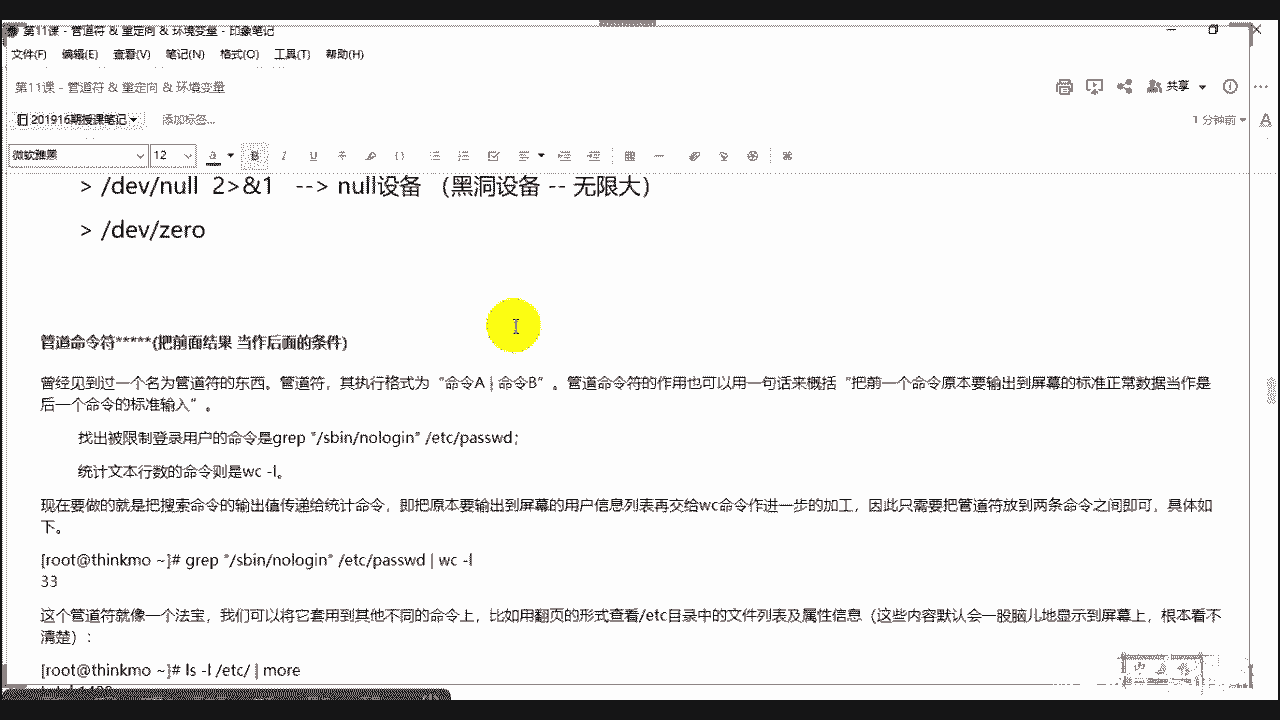 第11课 - 管道符 & 重定向 & 环境变量 - 印象笔记
文件(F) 编辑(E) 查看(V) 笔记(N) 格式(O) 工具(T) 帮助(H)
第11课 - 管道符 & 重定向 & 环境变量
共享
201916期授课笔记
添加标签...
1 分钟前
微软雅黑
12
> /dev/null 2>&1 --> null设备 （黑洞设备 -- 无限大）
> /dev/zero
管道命令符*****(把前面结果 当作后面的条件)
曾经见到过一个名为管道符的东西。管道符，其执行格式为“命令A | 命令B”。管道命令符的作用也可以用一句话来概括“把前一个命令原本要输出到屏幕的标准正常数据当作是
后一个命令的标准输入”。
找出被限制登录用户的命令是grep "/sbin/nologin" /etc/passwd；
统计文本行数的命令则是wc -l。
现在要做的就是把搜索命令的输出值传递给统计命令，即把原本要输出到屏幕的用户信息列表再交给wc命令作进一步的加工，因此只需要把管道符放到两条命令之间即可，具体如
下。
[root@thinkmo ~]# grep "/sbin/nologin" /etc/passwd | wc -l
33
这个管道符就像一个法宝，我们可以将它套用到其他不同的命令上，比如用翻页的形式查看/etc目录中的文件列表及属性信息（这些内容默认会一股脑儿地显示到屏幕上，根本看不
清楚）：
[root@thinkmo ~]# ls -l /etc/ | more